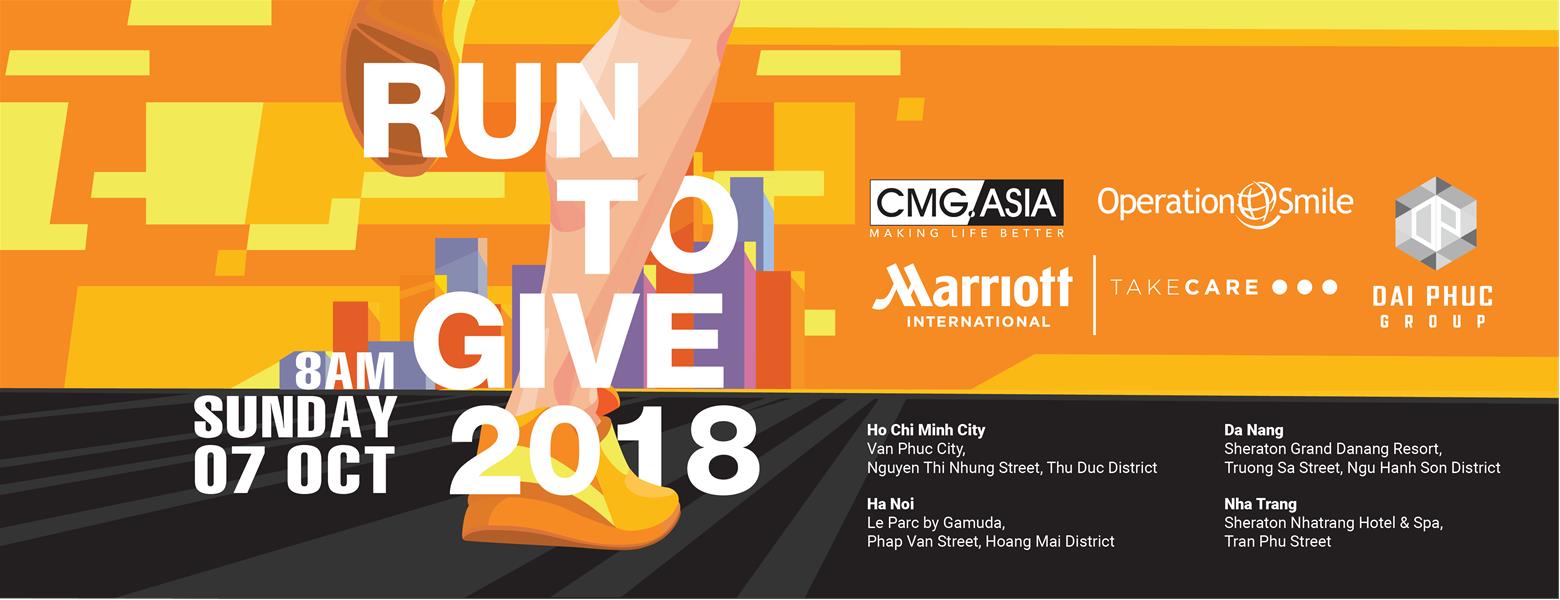 RUN
TO
GIVE
2018
8AM
SUNDAY
07 OCT
CMG.ASIA
MAKING LIFE BETTER
Operation Smile
Marriott
INTERNATIONAL
TAKECARE
DP
DAI PHUC
GROUP
Ho Chi Minh City
Van Phuc City,
Nguyen Thi Nhung Street, Thu Duc District
Ha Noi
Le Parc by Gamuda,
Phap Van Street, Hoang Mai District
Da Nang
Sheraton Grand Danang Resort,
Truong Sa Street, Ngu Hanh Son District
Nha Trang
Sheraton Nhatrang Hotel & Spa,
Tran Phu Street